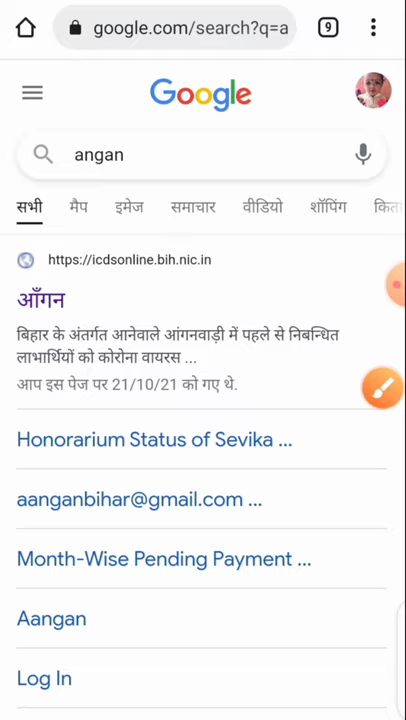 google.com/search?q=a
9
Google
angan
सभी मैप इमेज समाचार वीडियो शॉपिंग किता
https://icdsonline.bih.nic.in
आँगन
बिहार के अंतर्गत आनेवाले आंगनवाड़ी में पहले से निबन्धित
लाभार्थियों को कोरोना वायरस ...
आप इस पेज पर 21/10/21 को गए थे.
Honorarium Status of Sevika ...
aanganbihar@gmail.com ...
Month-Wise Pending Payment ...
Aangan
Log In